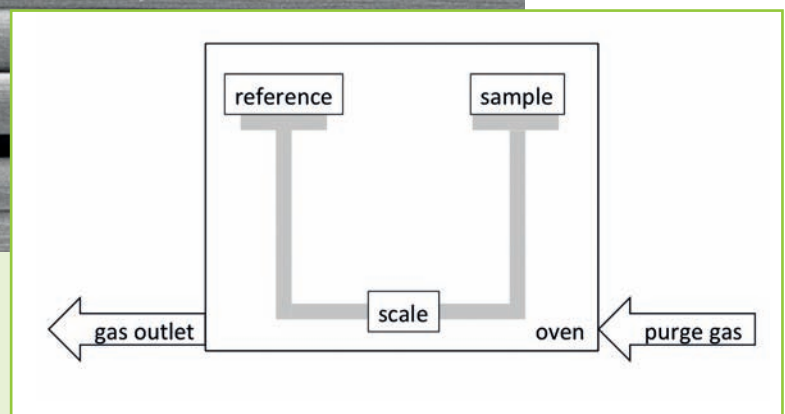 reference
sample
scale
oven
gas outlet
purge gas